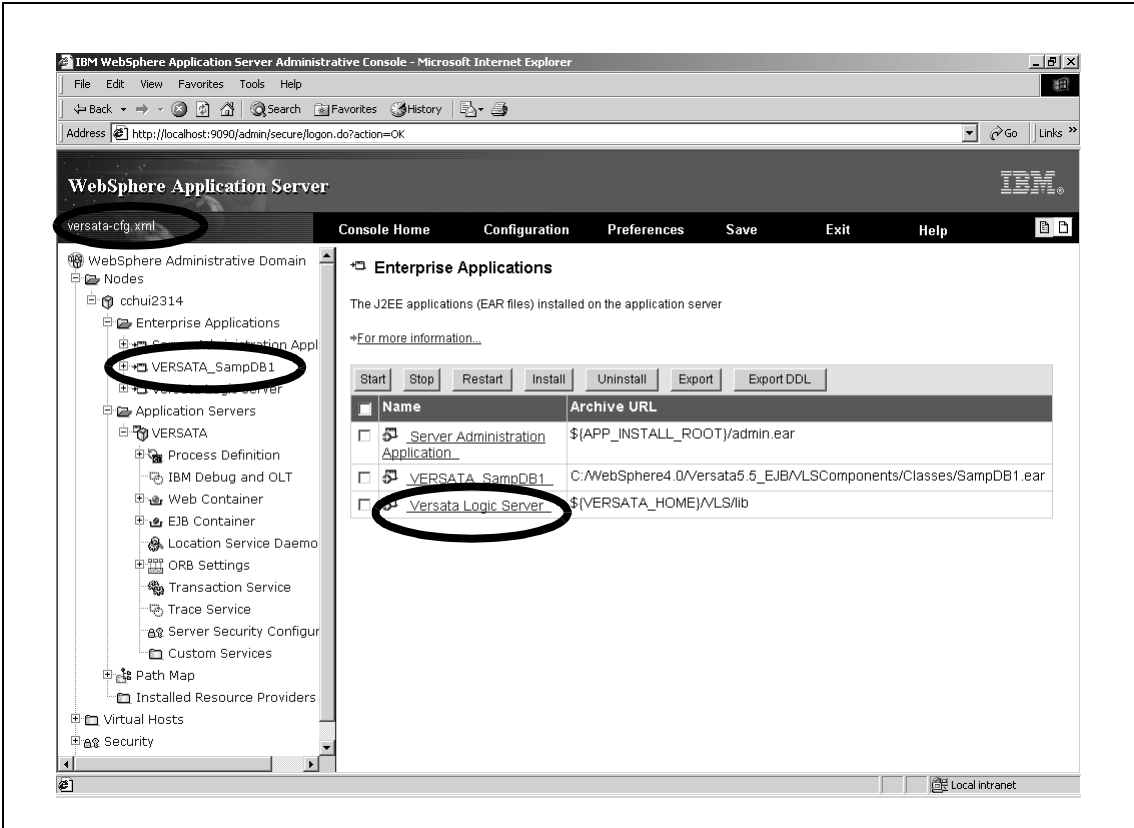 IBM WebSphere Application Server Administrative Console - Microsoft Internet Explorer
File Edit View Favorites Tools Help
Back Search Favorites History
Address http://localhost:9090/admin/secure/logon.do?action=OK Go Links »
WebSphere Application Server IBM®
versata-cfg.xml Console Home Configuration Preferences Save Exit Help
WebSphere Administrative Domain
Nodes
cchui2314
Enterprise Applications
Administration Appl
VERSATA_SampDB1
Versata Logic Server
Application Servers
VERSATA
Process Definition
IBM Debug and OLT
Web Container
EJB Container
Location Service Daemo
ORB Settings
Transaction Service
Trace Service
Server Security Configur
Custom Services
Path Map
Installed Resource Providers
Virtual Hosts
Security
Enterprise Applications
The J2EE applications (EAR files) installed on the application server
For more information...
Start Stop Restart Install Uninstall Export Export DDL
Name Archive URL
Server Administration ${APP_INSTALL_ROOT}/admin.ear
Application
VERSATA_SampDB1 C:/WebSphere4.0/Versata5.5_EJB/VLSComponents/Classes/SampDB1.ear
Versata Logic Server ${VERSATA_HOME}/VLS/lib
Local intranet